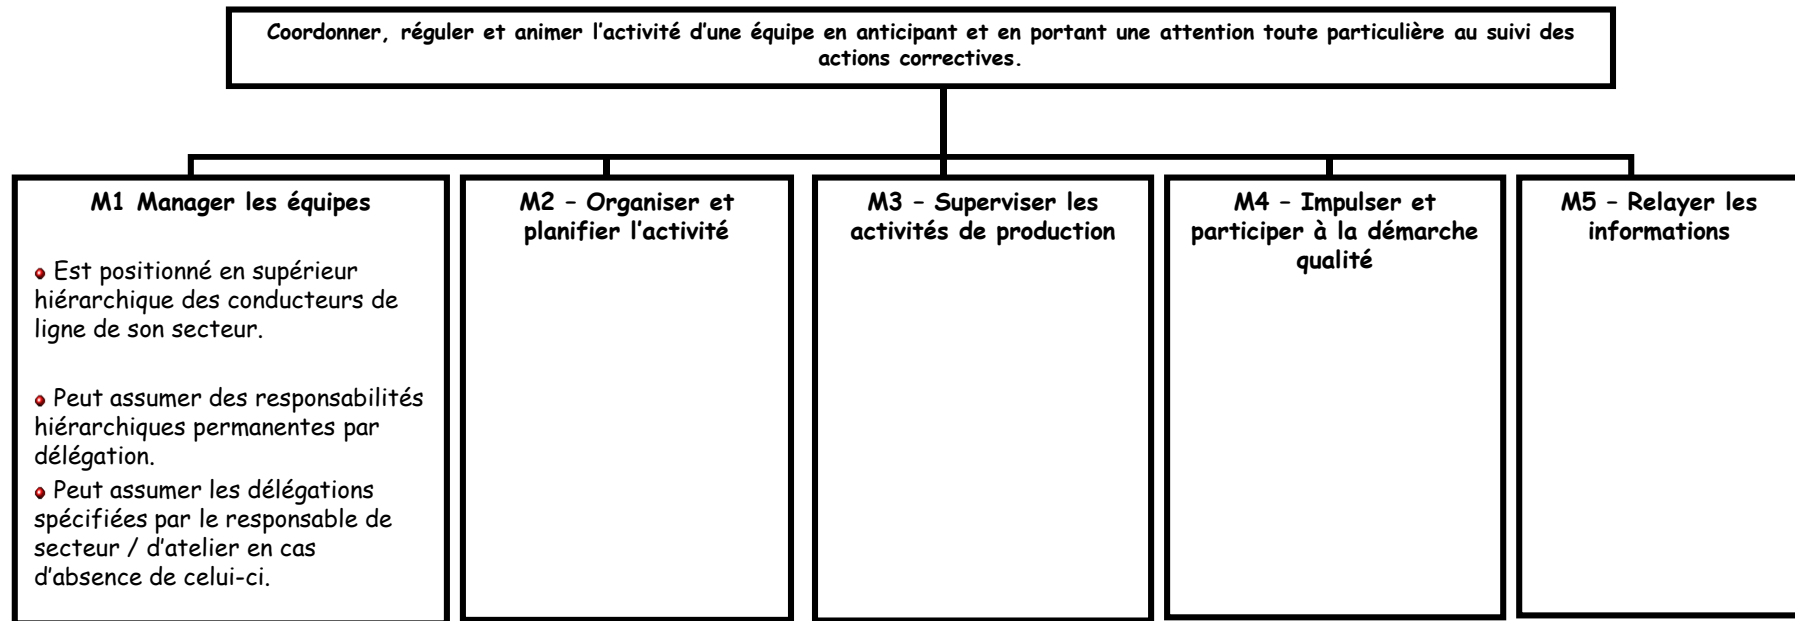 Coordonner, réguler et animer l’activité d’une équipe en anticipant et en portant une attention toute particulière au suivi des
actions correctives.
M1 Manager les équipes
• Est positionné en supérieur
hiérarchique des conducteurs de
ligne de son secteur.
• Peut assumer des responsabilités
hiérarchiques permanentes par
délégation.
• Peut assumer les délégations
spécifiées par le responsable de
secteur / d’atelier en cas
d’absence de celui-ci.
M2 – Organiser et
planifier l’activité
M3 – Superviser les
activités de production
M4 – Impulser et
participer à la démarche
qualité
M5 – Relayer les
informations